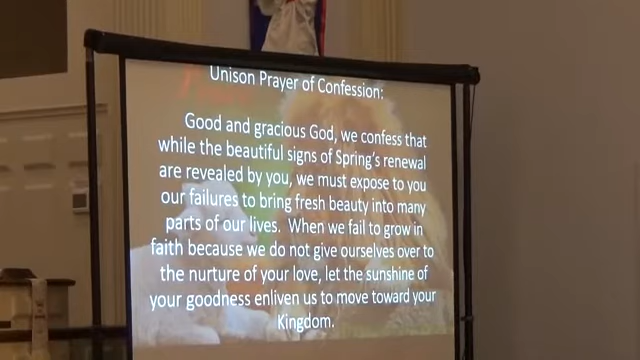 Unison Prayer of Confession:
Good and gracious God, we confess that
while the beautiful signs of Spring's renewal
are revealed by you, we must expose to you
our failures to bring fresh beauty into many
parts of our lives. When we fail to grow in
faith because we do not give ourselves over to
the nurture of your love, let the sunshine of
your goodness enliven us to move toward your
Kingdom.